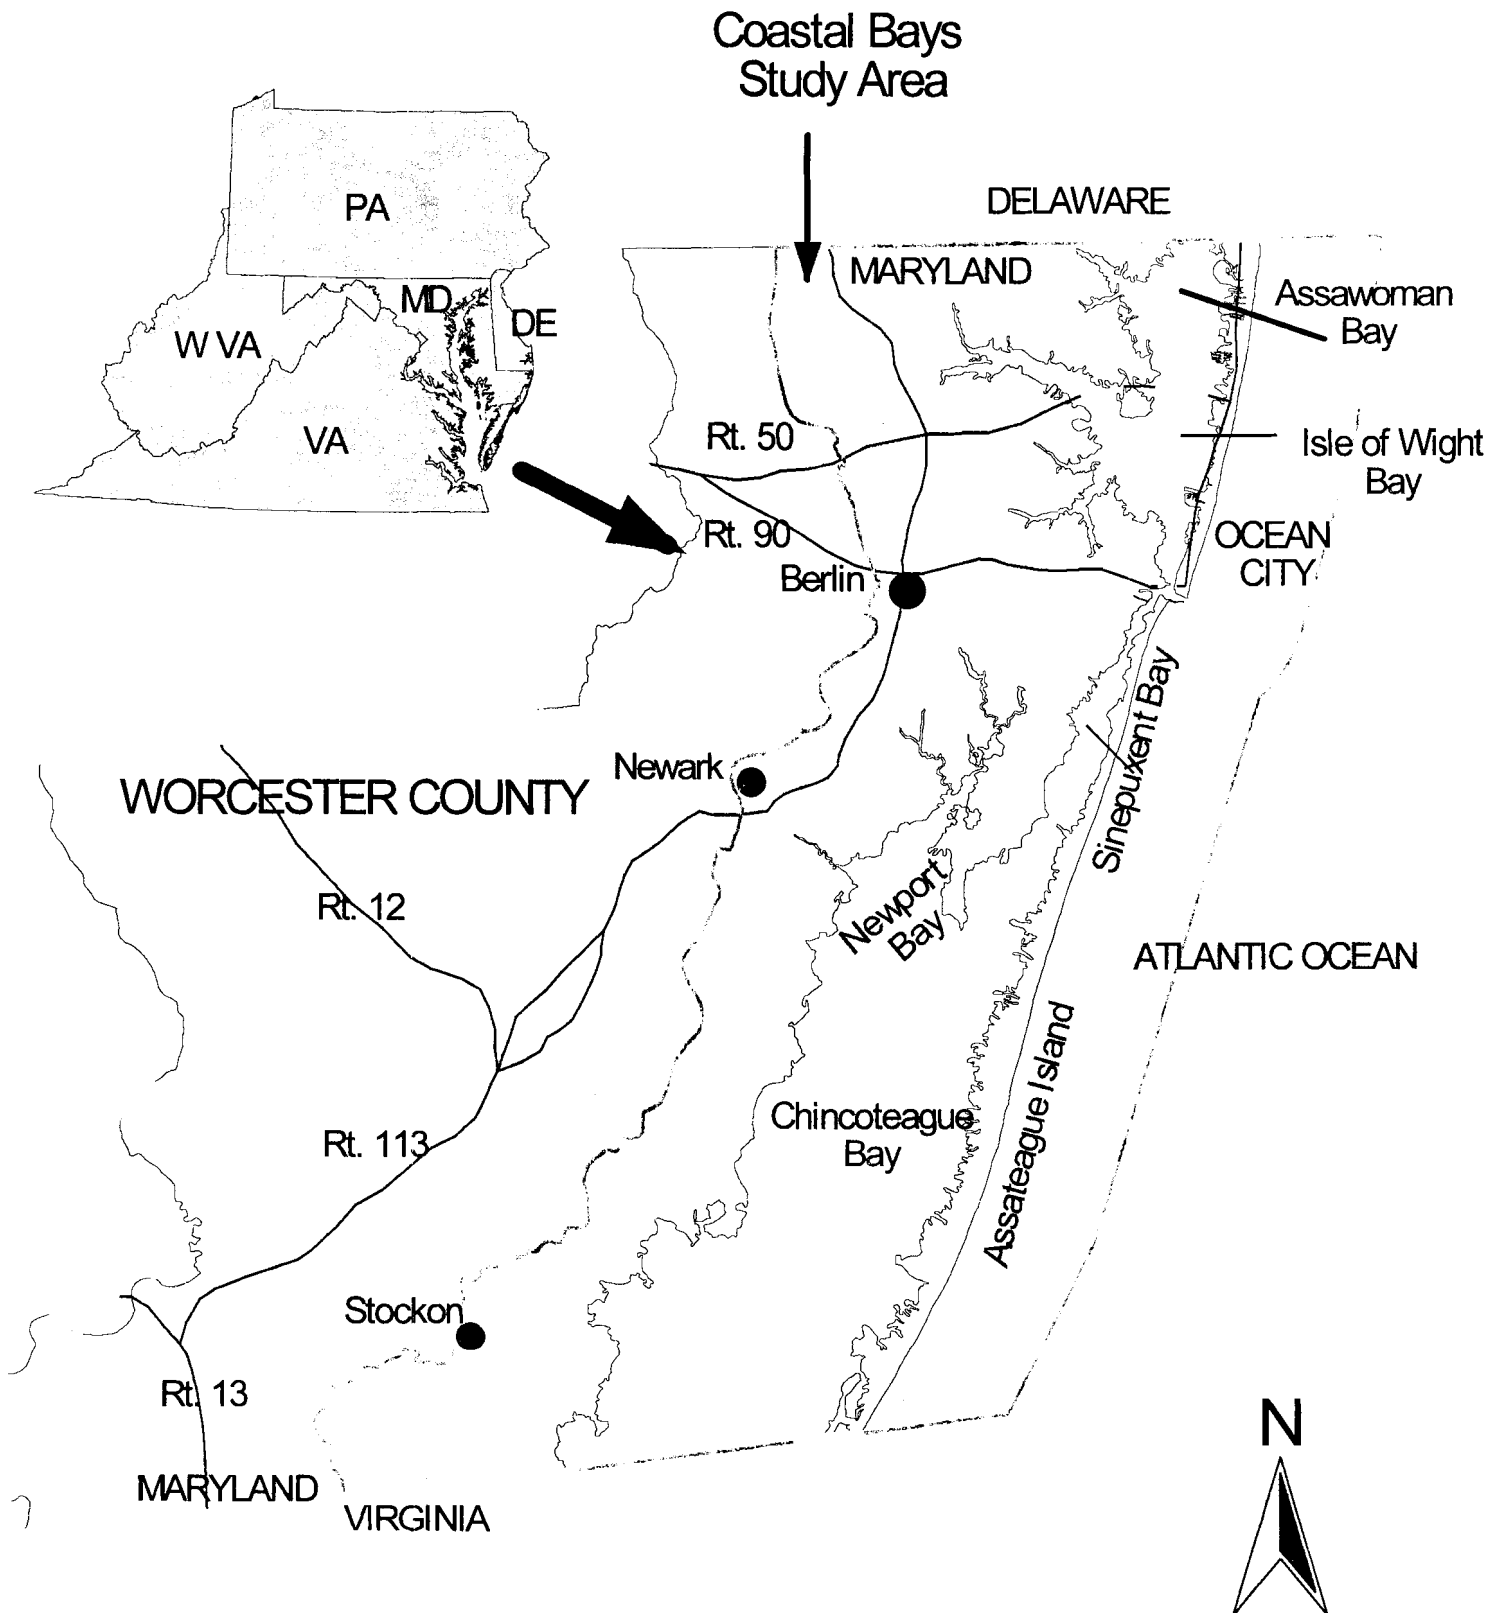 Coastal Bays
Study Area
DELAWARE
PA
MARYLAND
MD
Assawoman
Bay
DE
W VA
VA
Rt. 50
Isle of Wight
Bay
Rt. 90
OCEAN
CITY
Berlin
Sinepuxent Bay
Newark
WORCESTER COUNTY
Rt. 12
Newport
Bay
ATLANTIC OCEAN
Assateague Island
Chincoteague
Bay
Rt. 113
Stockon
Rt. 13
N
MARYLAND
VIRGINIA